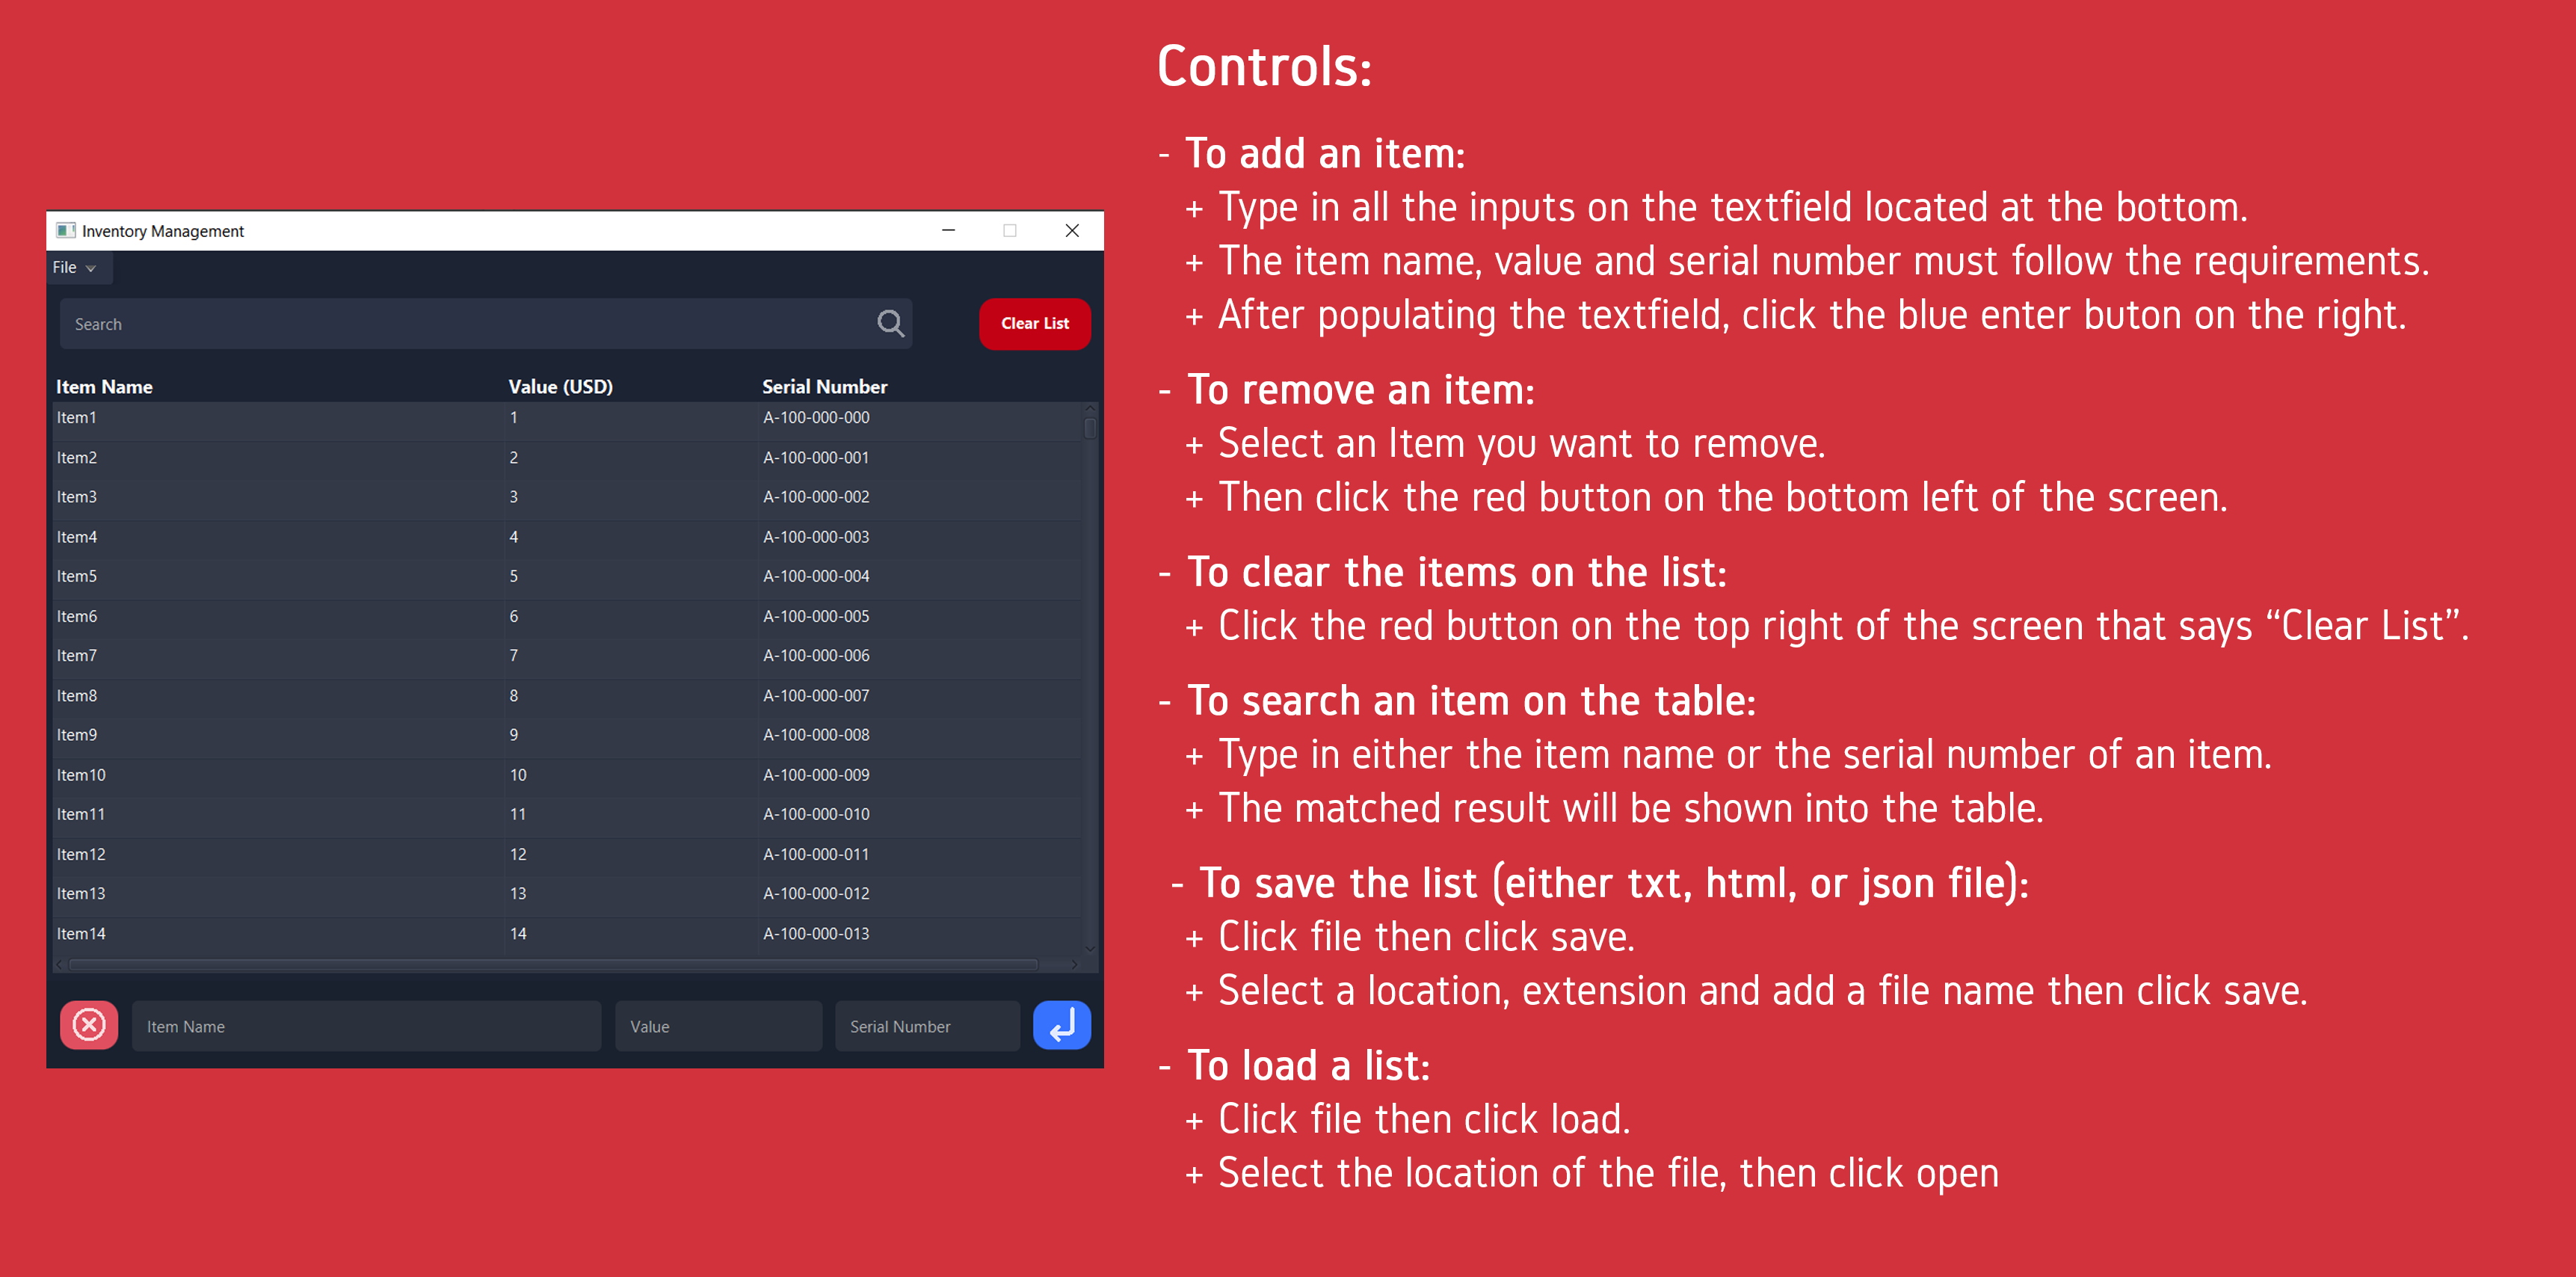 Inventory Management
File
Search
Clear List
Item Name Value (USD) Serial Number
Item1 1 A-100-000-000
Item2 2 A-100-000-001
Item3 3 A-100-000-002
Item4 4 A-100-000-003
Item5 5 A-100-000-004
Item6 6 A-100-000-005
Item7 7 A-100-000-006
Item8 8 A-100-000-007
Item9 9 A-100-000-008
Item10 10 A-100-000-009
Item11 11 A-100-000-010
Item12 12 A-100-000-011
Item13 13 A-100-000-012
Item14 14 A-100-000-013
Item Name Value Serial Number
Controls:
- To add an item:
+ Type in all the inputs on the textfield located at the bottom.
+ The item name, value and serial number must follow the requirements.
+ After populating the textfield, click the blue enter buton on the right.
- To remove an item:
+ Select an Item you want to remove.
+ Then click the red button on the bottom left of the screen.
- To clear the items on the list:
+ Click the red button on the top right of the screen that says “Clear List”.
- To search an item on the table:
+ Type in either the item name or the serial number of an item.
+ The matched result will be shown into the table.
- To save the list (either txt, html, or json file):
+ Click file then click save.
+ Select a location, extension and add a file name then click save.
- To load a list:
+ Click file then click load.
+ Select the location of the file, then click open